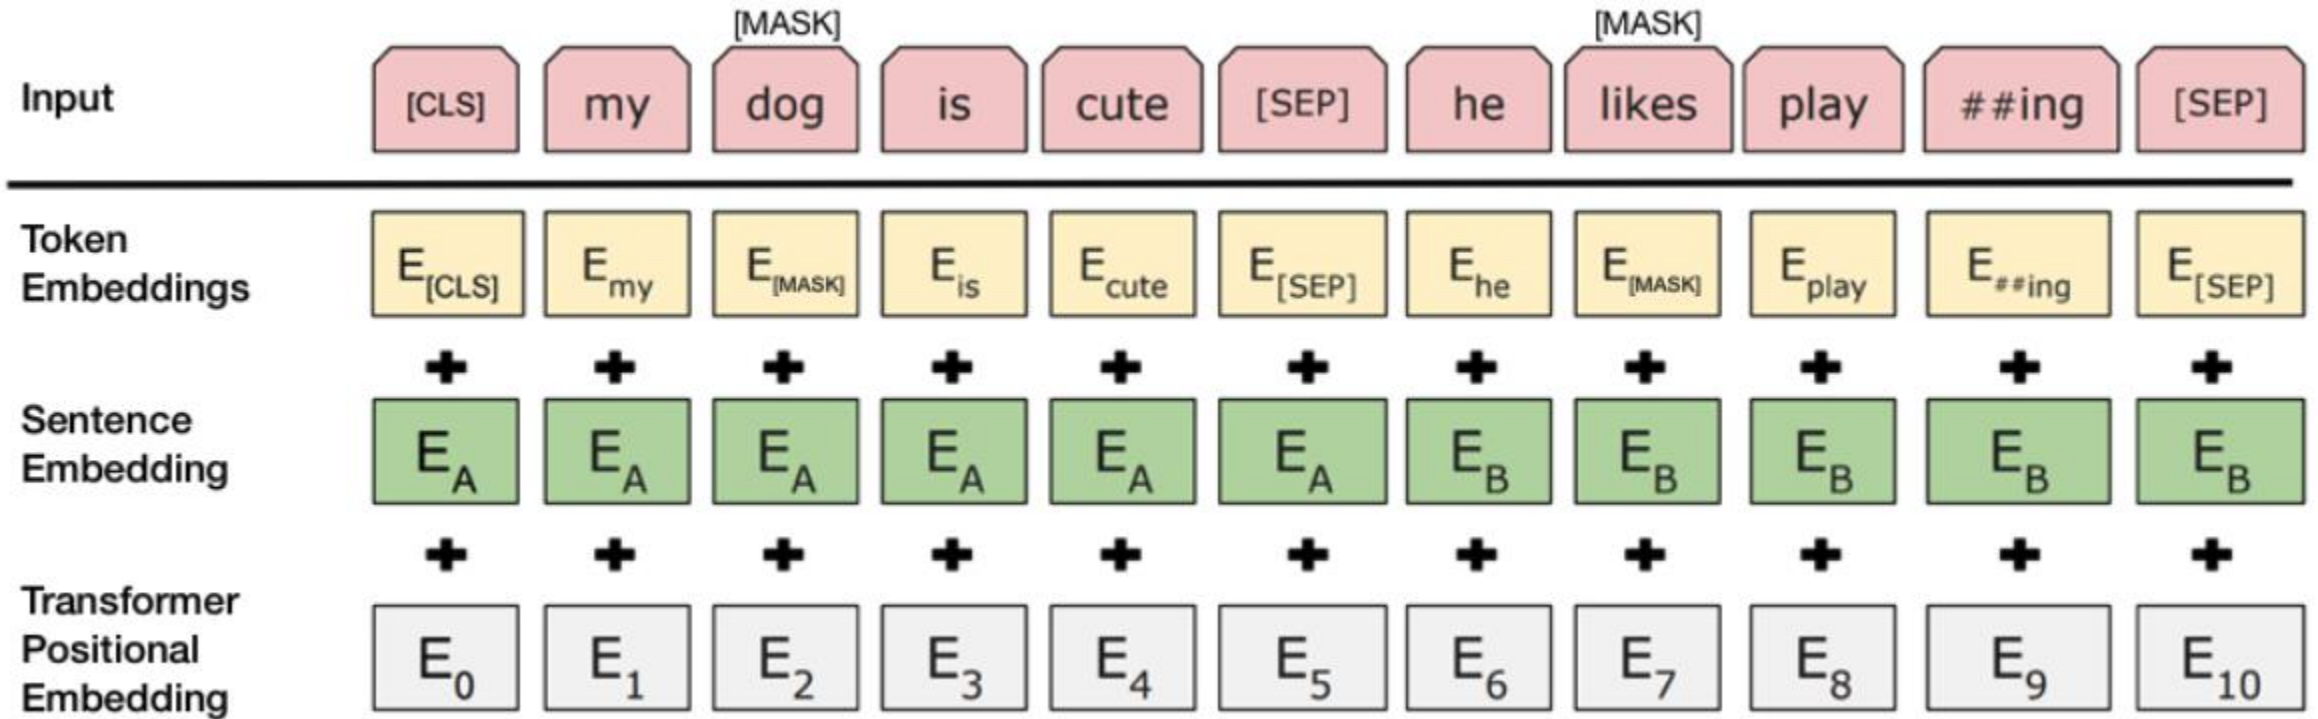 [MASK] [MASK]
Input [CLS] my dog is cute [SEP] he likes play ##ing [SEP]
Token
Embeddings E[CLS] Emy E[MASK] Eis Ecute E[SEP] Ehe E[MASK] Eplay E##ing E[SEP]
+ + + + + + + + + + +
Sentence
Embedding EA EA EA EA EA EA EB EB EB EB EB
+ + + + + + + + + + +
Transformer
Positional
Embedding E0 E1 E2 E3 E4 E5 E6 E7 E8 E9 E10